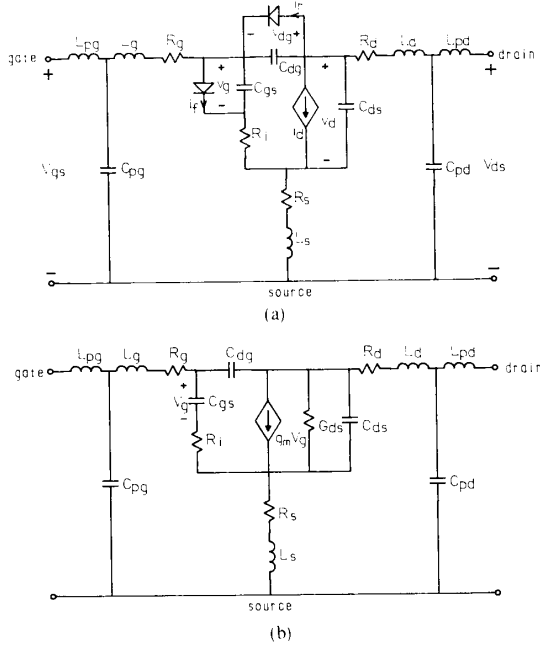 Ir
Vdg
gate Lpg Lg Rg Cdg Rd Ld Lpd drain
Vg Cgs
If Id Vd Cds
Ri
Vgs Cpg Cpd Vds
Rs
Ls
source
(a)
gate Lpg Lg Rg Cdg Rd Ld Lpd drain
Vg Cgs
gmVg Gds Cds
Ri
Cpg Cpd
Rs
Ls
source
(b)